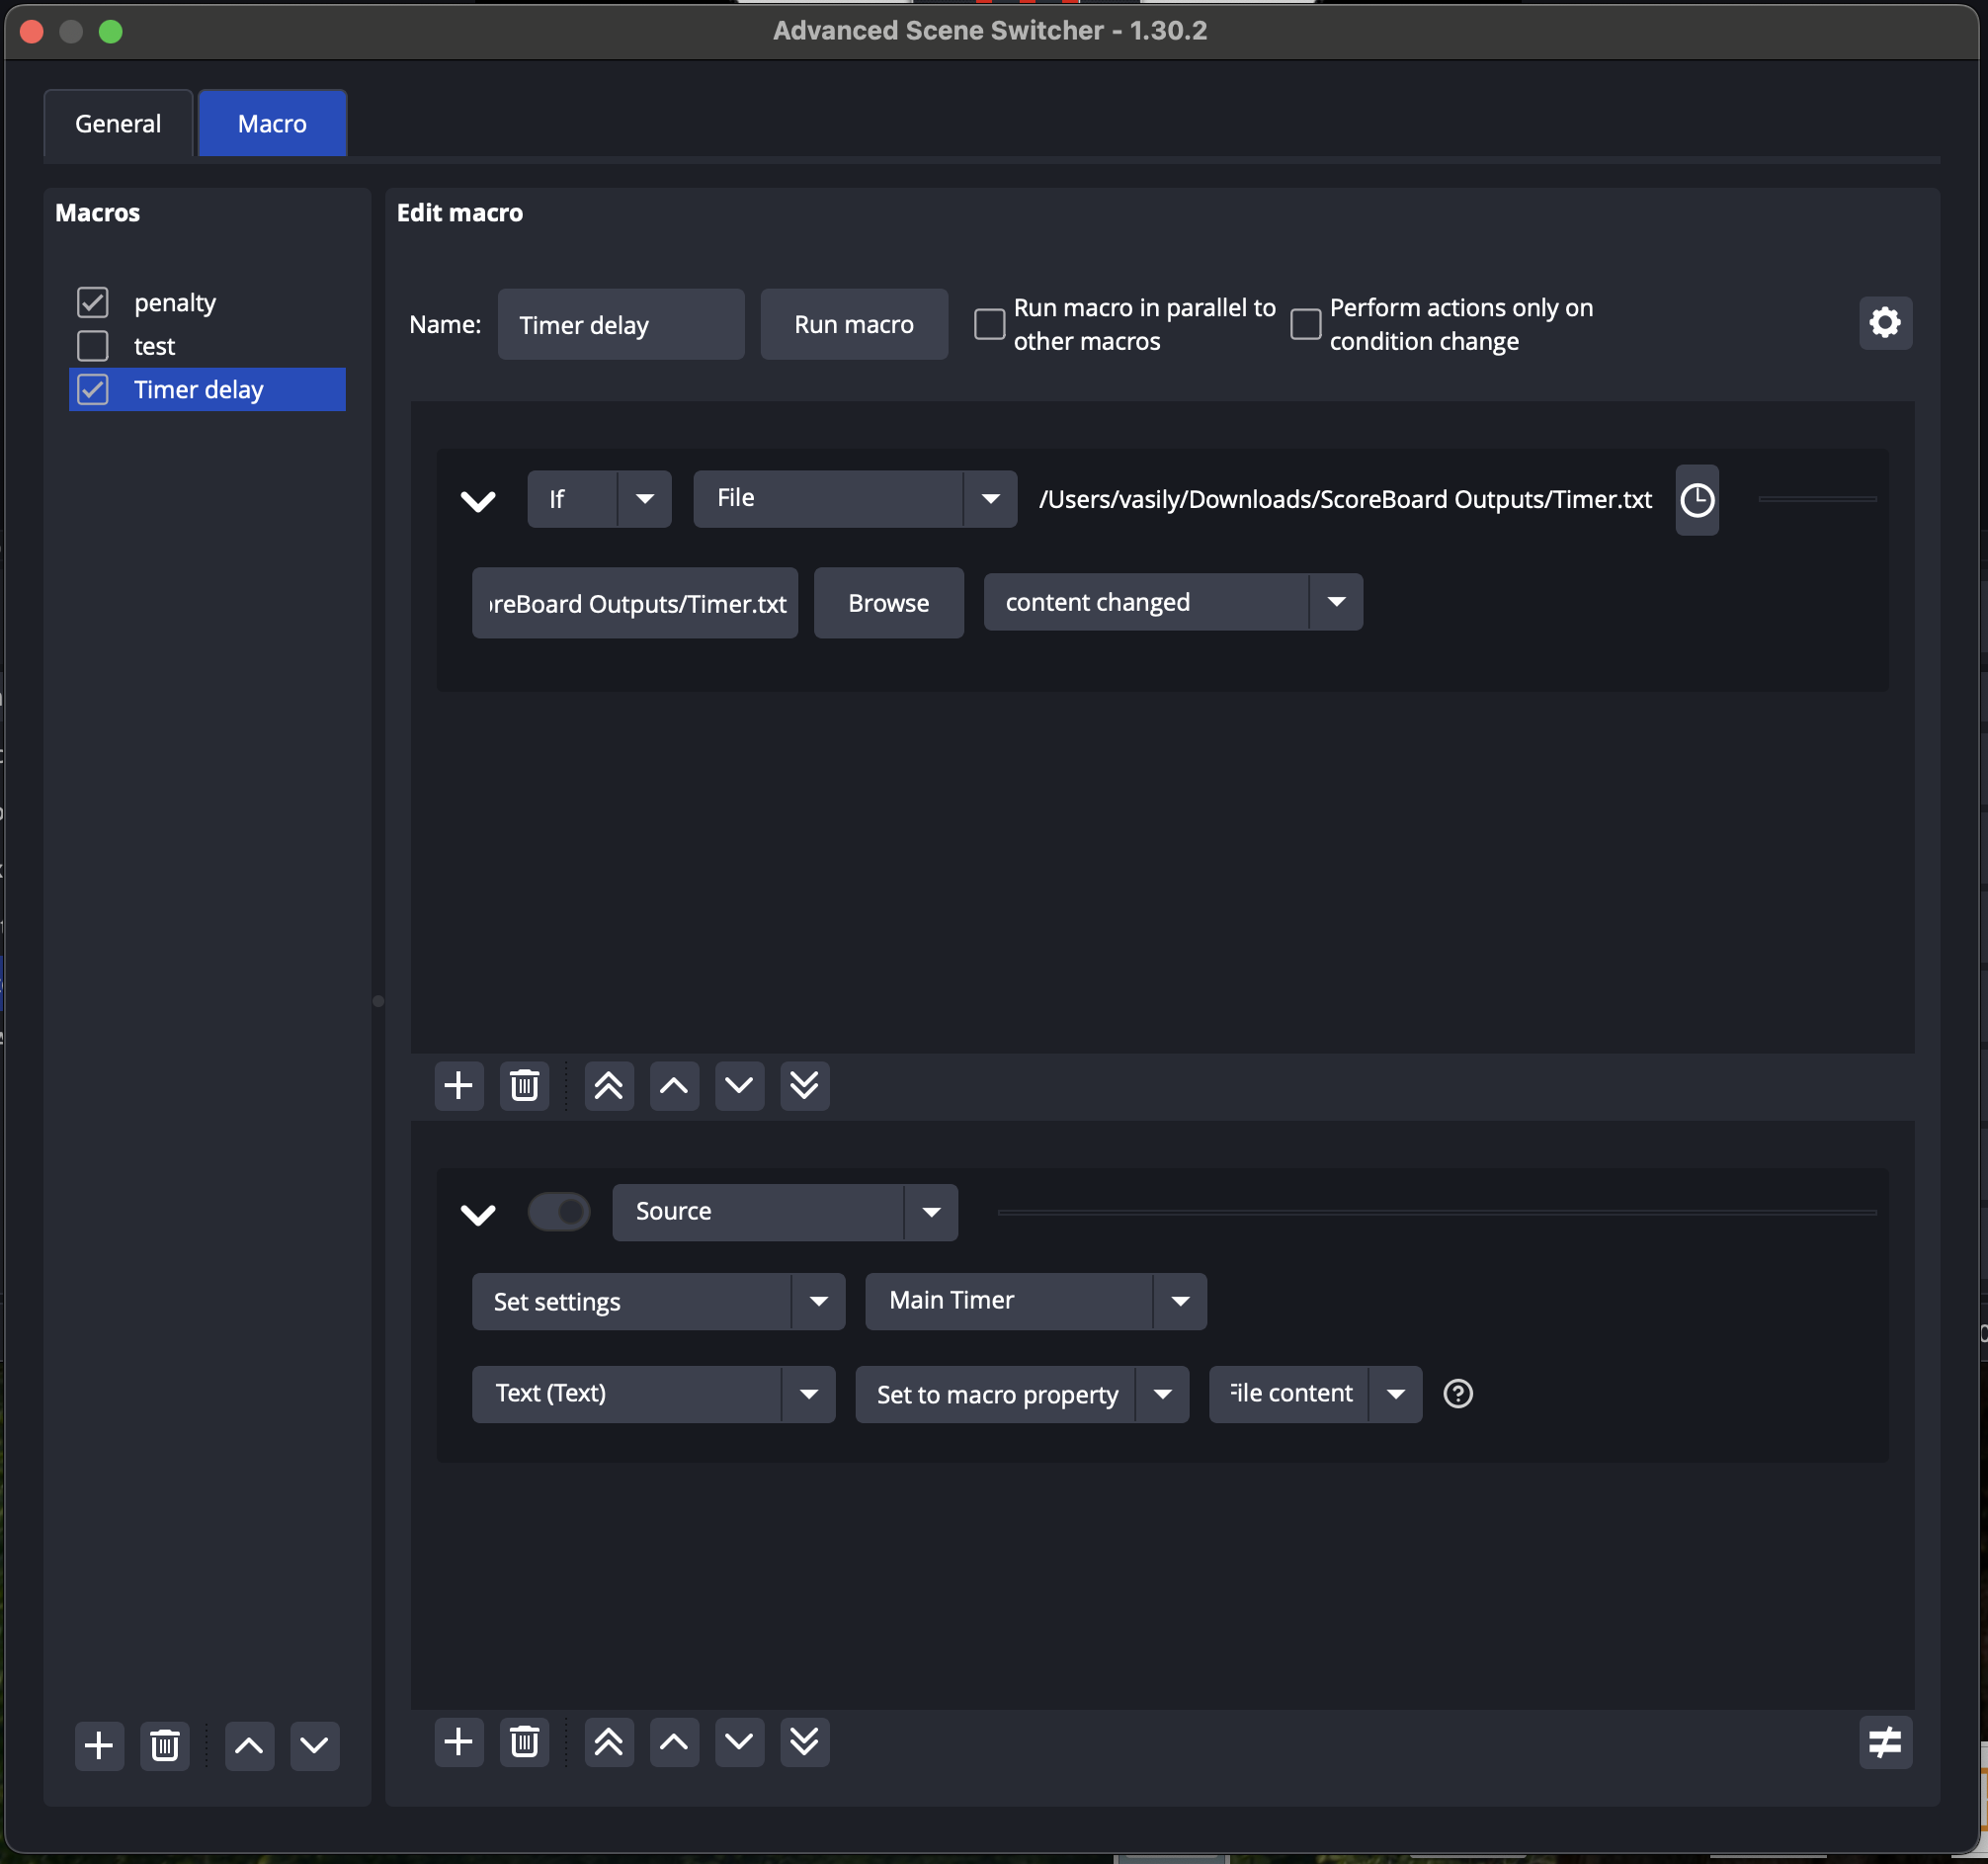 Advanced Scene Switcher - 1.30.2
General
Macro
Macros
penalty
test
Timer delay
Edit macro
Name:
Timer delay
Run macro
Run macro in parallel to
other macros
Perform actions only on
condition change
If
File
/Users/vasily/Downloads/ScoreBoard Outputs/Timer.txt
reBoard Outputs/Timer.txt
Browse
content changed
Source
Set settings
Main Timer
Text (Text)
Set to macro property
File content